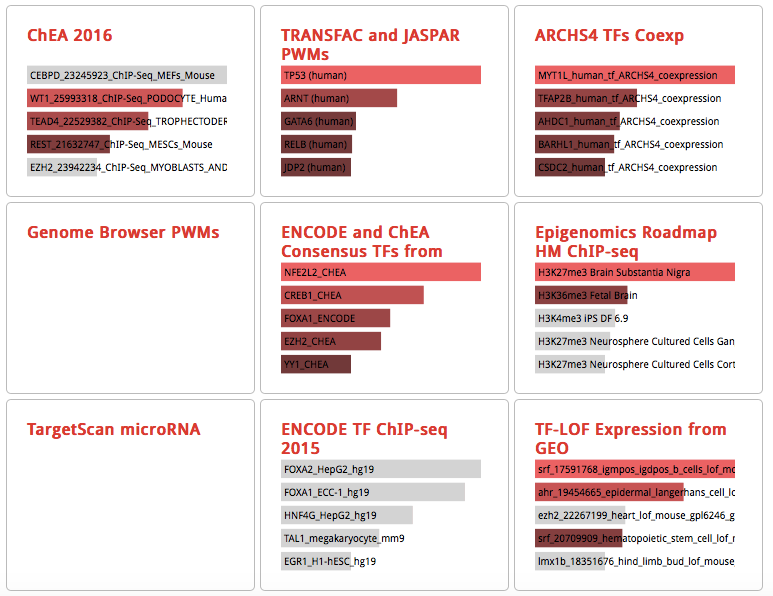 ChEA 2016
CEBPD_23245923_ChIP-Seq_MEFs_Mouse
WT1_25993318_ChIP-Seq_PODOCYTE_Huma
TEAD4_22529382_ChIP-Seq_TROPHECTODER
REST_21632747_ChIP-Seq_MESCs_Mouse
EZH2_23942234_ChIP-Seq_MYOBLASTS_AND
TRANSFAC and JASPAR
PWMs
TP53 (human)
ARNT (human)
GATA6 (human)
RELB (human)
JDP2 (human)
ARCHS4 TFs Coexp
MYT1L_human_tf_ARCHS4_coexpression
TFAP2B_human_tf_ARCHS4_coexpression
AHDC1_human_tf_ARCHS4_coexpression
BARHL1_human_tf_ARCHS4_coexpression
CSDC2_human_tf_ARCHS4_coexpression
Genome Browser PWMs
ENCODE and ChEA
Consensus TFs from
NFE2L2_CHEA
CREB1_CHEA
FOXA1_ENCODE
EZH2_CHEA
YY1_CHEA
Epigenomics Roadmap
HM ChIP-seq
H3K27me3 Brain Substantia Nigra
H3K36me3 Fetal Brain
H3K4me3 iPS DF 6.9
H3K27me3 Neurosphere Cultured Cells Gan
H3K27me3 Neurosphere Cultured Cells Cort
TargetScan microRNA
ENCODE TF ChIP-seq
2015
FOXA2_HepG2_hg19
FOXA1_ECC-1_hg19
HNF4G_HepG2_hg19
TAL1_megakaryocyte_mm9
EGR1_H1-hESC_hg19
TF-LOF Expression from
GEO
srf_17591768_igmpos_igdpos_b_cells_lof_mo
ahr_19454665_epidermal_langerhans_cell_lo
ezh2_22267199_heart_lof_mouse_gpl6246_g
srf_20709909_hematopoietic_stem_cell_lof_r
lmx1b_18351676_hind_limb_bud_lof_mouse